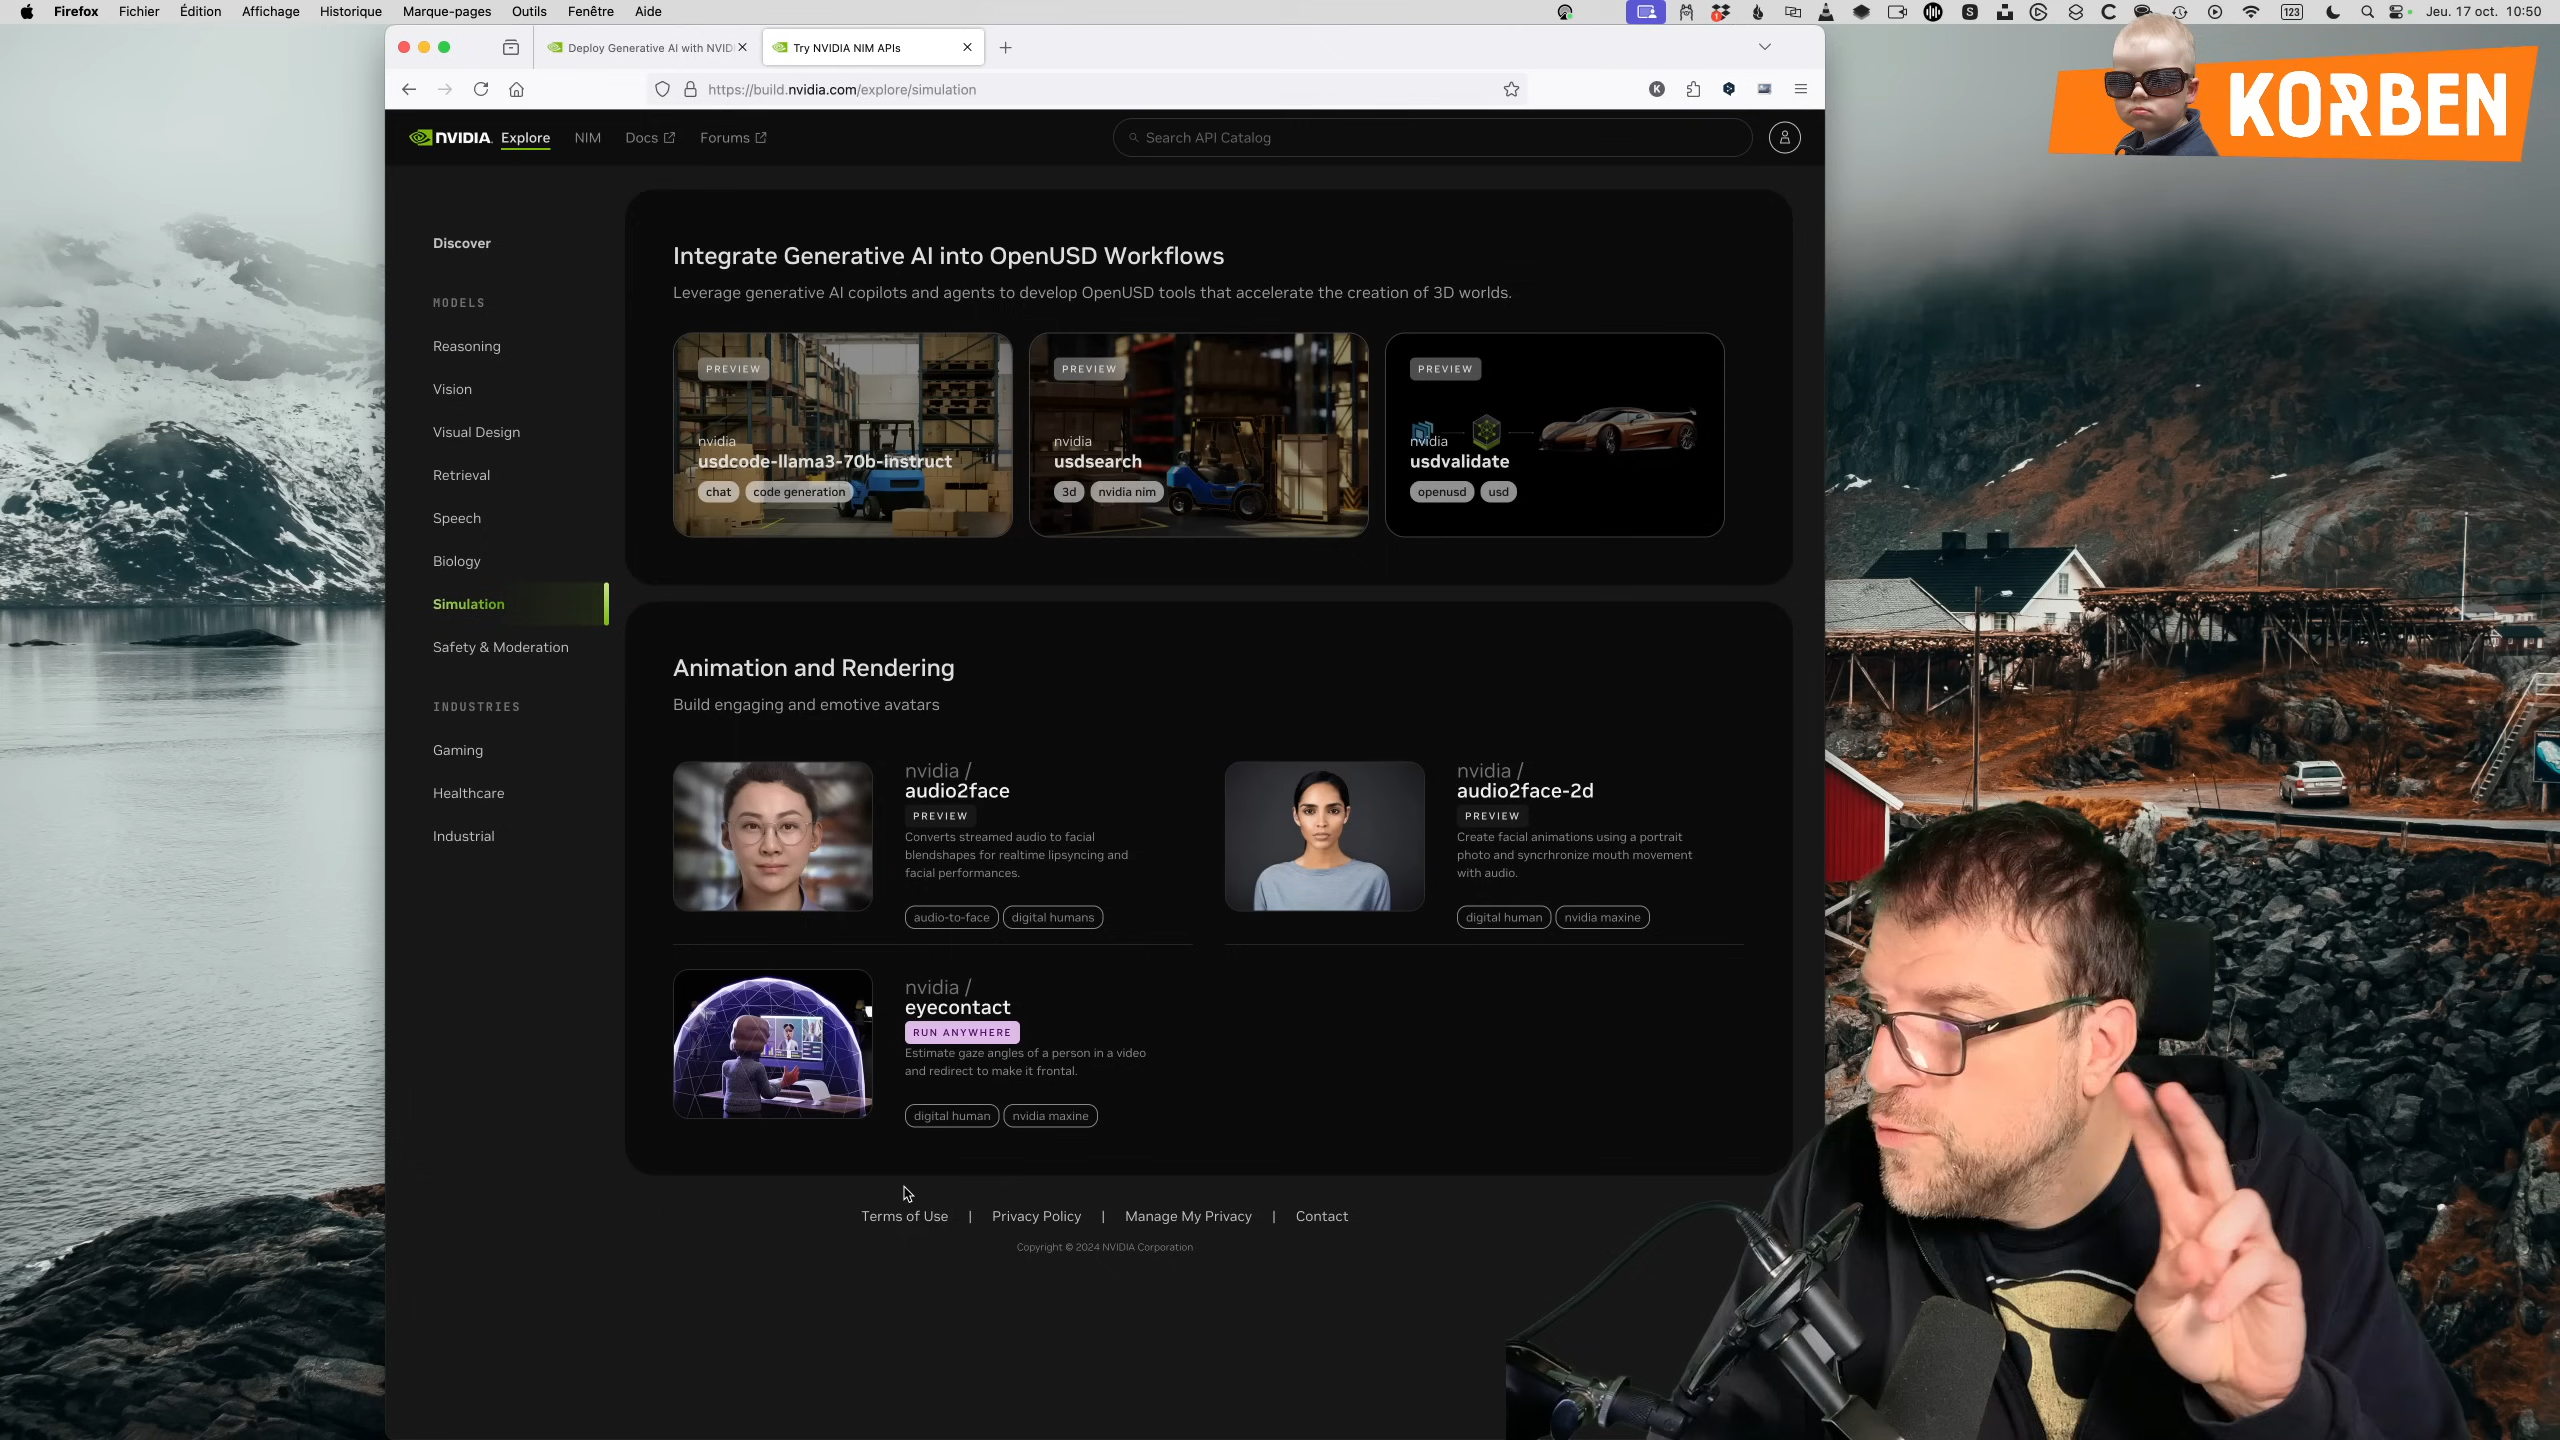 Firefox Fichier Édition Affichage Historique Marque-pages Outils Fenêtre Aide
123 Jeu. 17 oct. 10:50
KORBEN
Deploy Generative AI with NVID
Try NVIDIA NIM APIs
https://build.nvidia.com/explore/simulation
NVIDIA. Explore NIM Docs Forums
Search API Catalog
Discover
MODELS
Reasoning
Vision
Visual Design
Retrieval
Speech
Biology
Simulation
Safety & Moderation
INDUSTRIES
Gaming
Healthcare
Industrial
Integrate Generative AI into OpenUSD Workflows
Leverage generative AI copilots and agents to develop OpenUSD tools that accelerate the creation of 3D worlds.
PREVIEW
nvidia
usdcode-llama3-70b-instruct
chat code generation
PREVIEW
nvidia
usdsearch
3d nvidia nim
PREVIEW
nvidia
usdvalidate
openusd usd
Animation and Rendering
Build engaging and emotive avatars
nvidia /
audio2face
PREVIEW
Converts streamed audio to facial
blendshapes for realtime lipsyncing and
facial performances.
audio-to-face digital humans
nvidia /
audio2face-2d
PREVIEW
Create facial animations using a portrait
photo and syncrhronize mouth movement
with audio.
digital human nvidia maxine
nvidia /
eyecontact
RUN ANYWHERE
Estimate gaze angles of a person in a video
and redirect to make it frontal.
digital human nvidia maxine
Terms of Use | Privacy Policy | Manage My Privacy | Contact
Copyright © 2024 NVIDIA Corporation